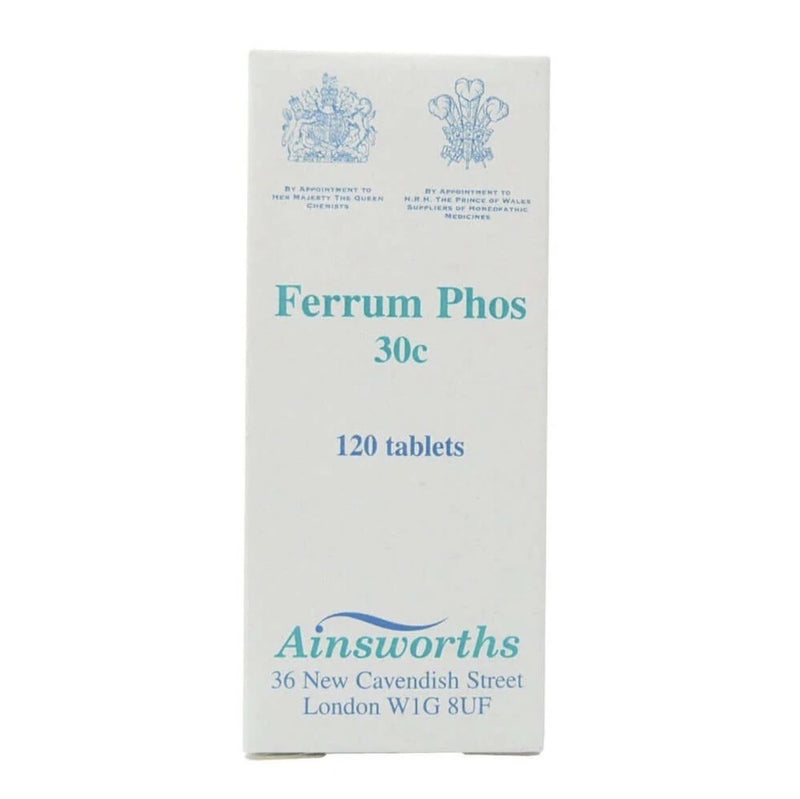 By Appointment to
Her Majesty The Queen
Chemists
By Appointment to
H.R.H. The Prince of Wales
Suppliers of Homeopathic
Medicines
Ferrum Phos
30c
120 tablets
Ainsworths
36 New Cavendish Street
London W1G 8UF